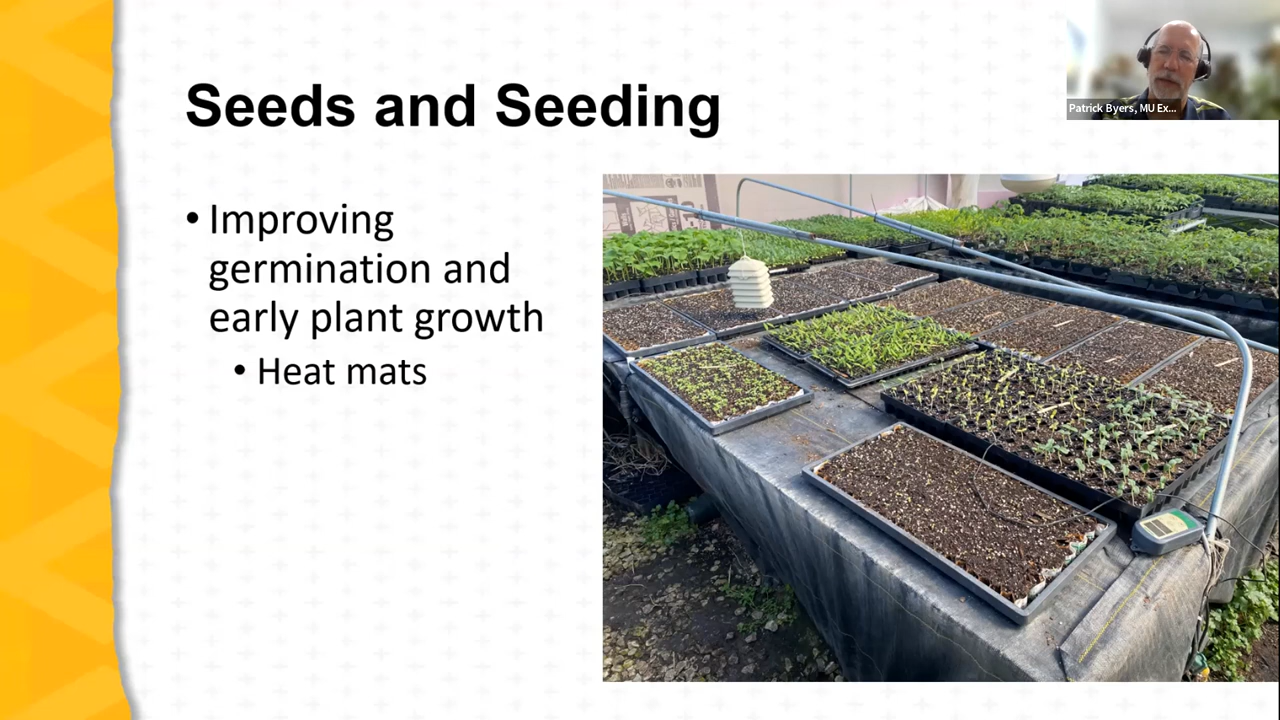 Patrick Byers, MU Ex...
Seeds and Seeding
• Improving
germination and
early plant growth
• Heat mats